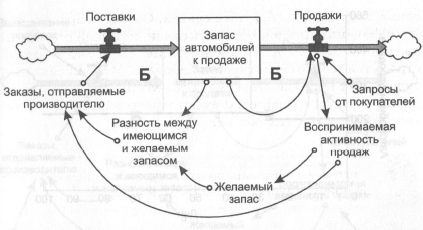 Поставки
Продажи
Запас
автомобилей
к продаже
Б
Б
Заказы, отправляемые
производителю
Запросы
от покупателей
Разность между
имеющимся
и желаемым
запасом
Воспринимаемая
активность
продаж
Желаемый
запас